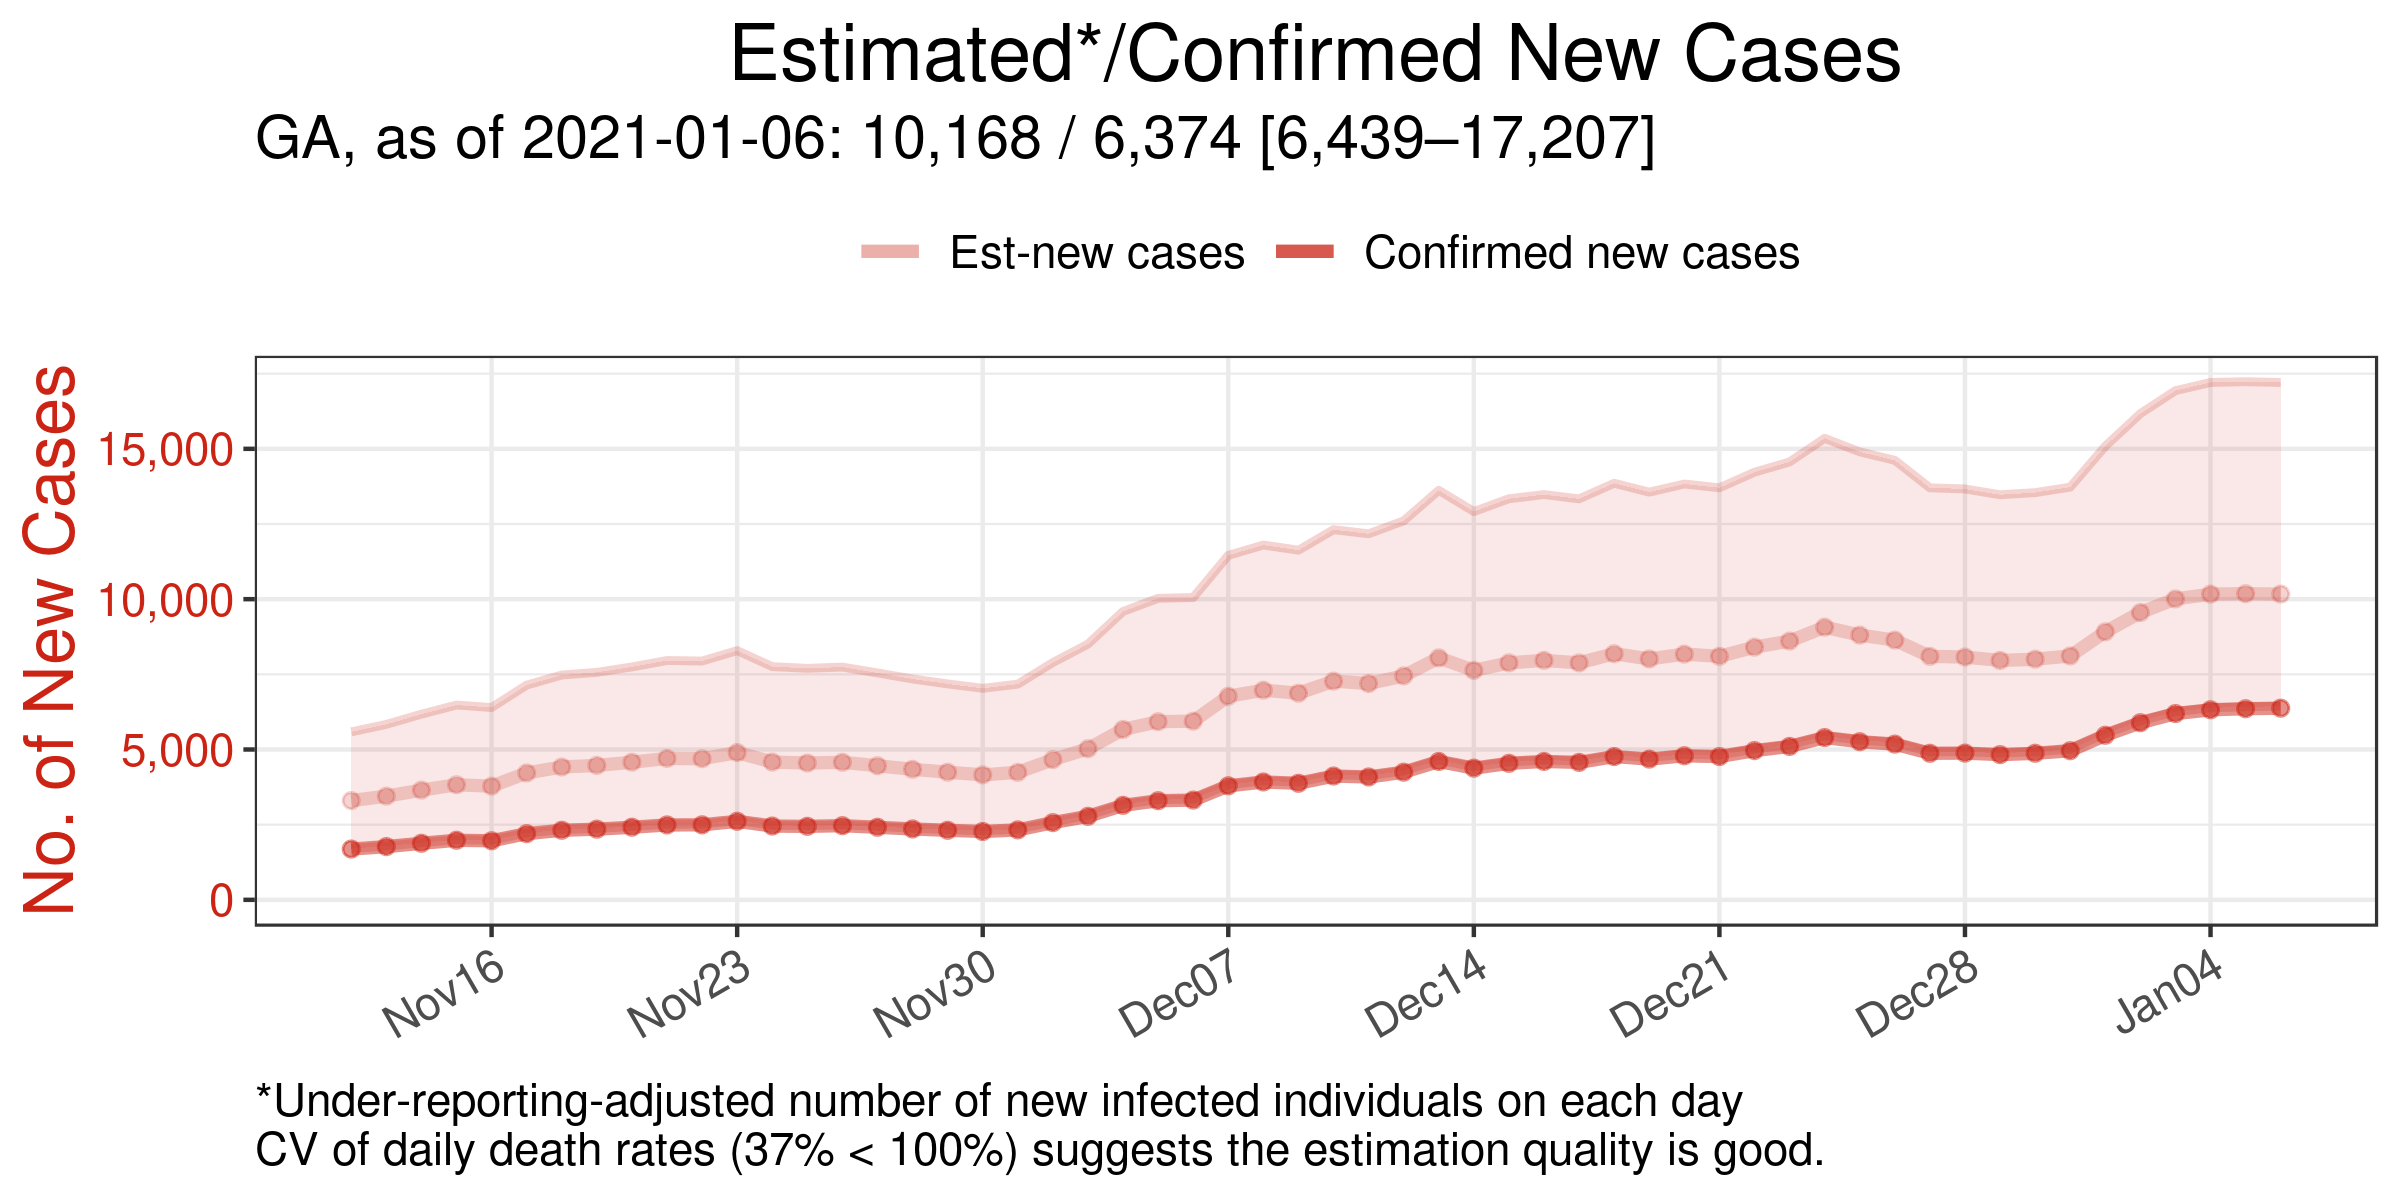 Estimated*/Confirmed New Cases
GA, as of 2021-01-06: 10,168 / 6,374 [6,439–17,207]
Est-new cases
Confirmed new cases
No. of New Cases
15,000
10,000
5,000
0
Nov16
Nov23
Nov30
Dec07
Dec14
Dec21
Dec28
Jan04
*Under-reporting-adjusted number of new infected individuals on each day
CV of daily death rates (37% < 100%) suggests the estimation quality is good.